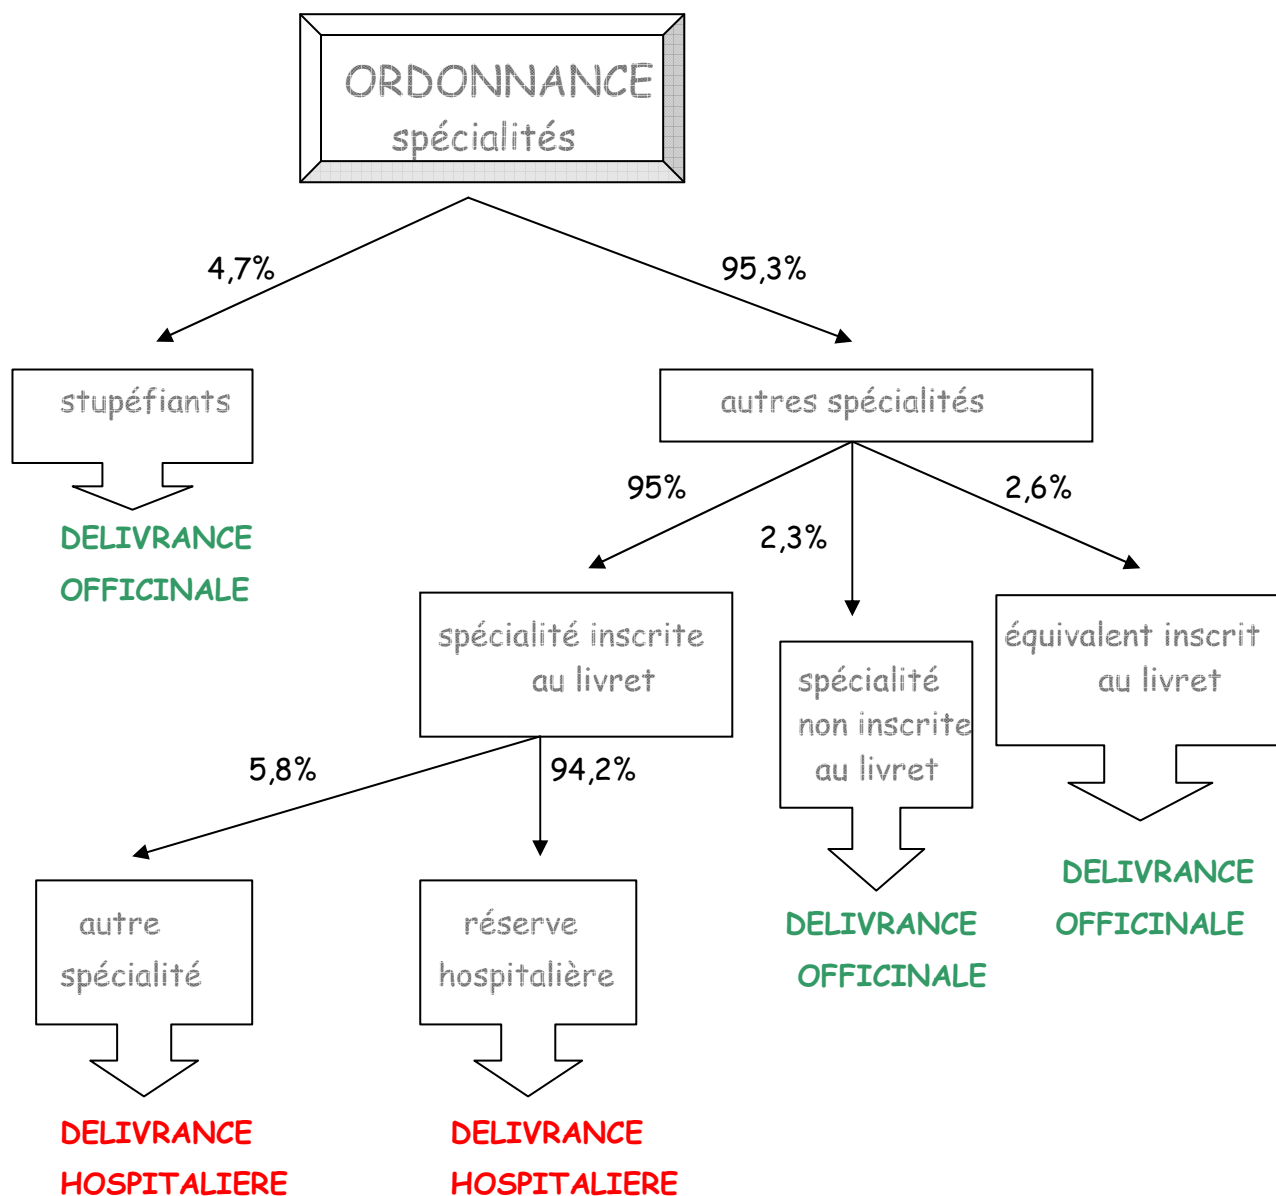 ORDONNANCE
spécialités
4,7%
95,3%
stupéfiants
autres spécialités
DELIVRANCE
OFFICINALE
95%
2,3%
2,6%
spécialité inscrite
au livret
spécialité
non inscrite
au livret
équivalent inscrit
au livret
5,8%
94,2%
DELIVRANCE
OFFICINALE
DELIVRANCE
OFFICINALE
autre
spécialité
réserve
hospitalière
DELIVRANCE
HOSPITALIERE
DELIVRANCE
HOSPITALIERE